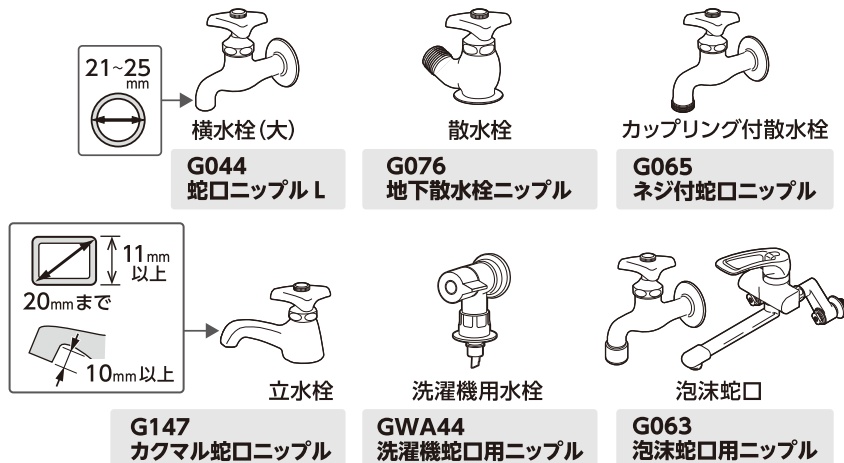 21~25
mm
横水栓(大)
G044
蛇口ニップル L
散水栓
G076
地下散水栓ニップル
カップリング付散水栓
G065
ネジ付蛇口ニップル
11mm
以上
20mmまで
10mm以上
立水栓
G147
カクマル蛇口ニップル
洗濯機用水栓
GWA44
洗濯機蛇口用ニップル
泡沫蛇口
G063
泡沫蛇口用ニップル